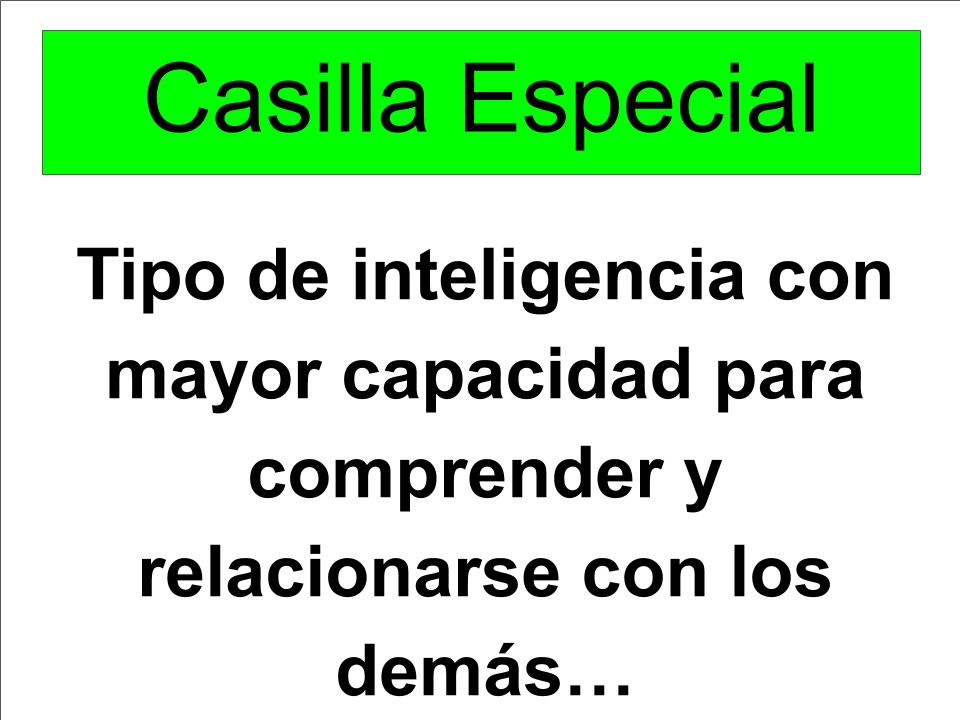 Casilla Especial
Tipo de inteligencia con
mayor capacidad para
comprender y
relacionarse con los
demás…